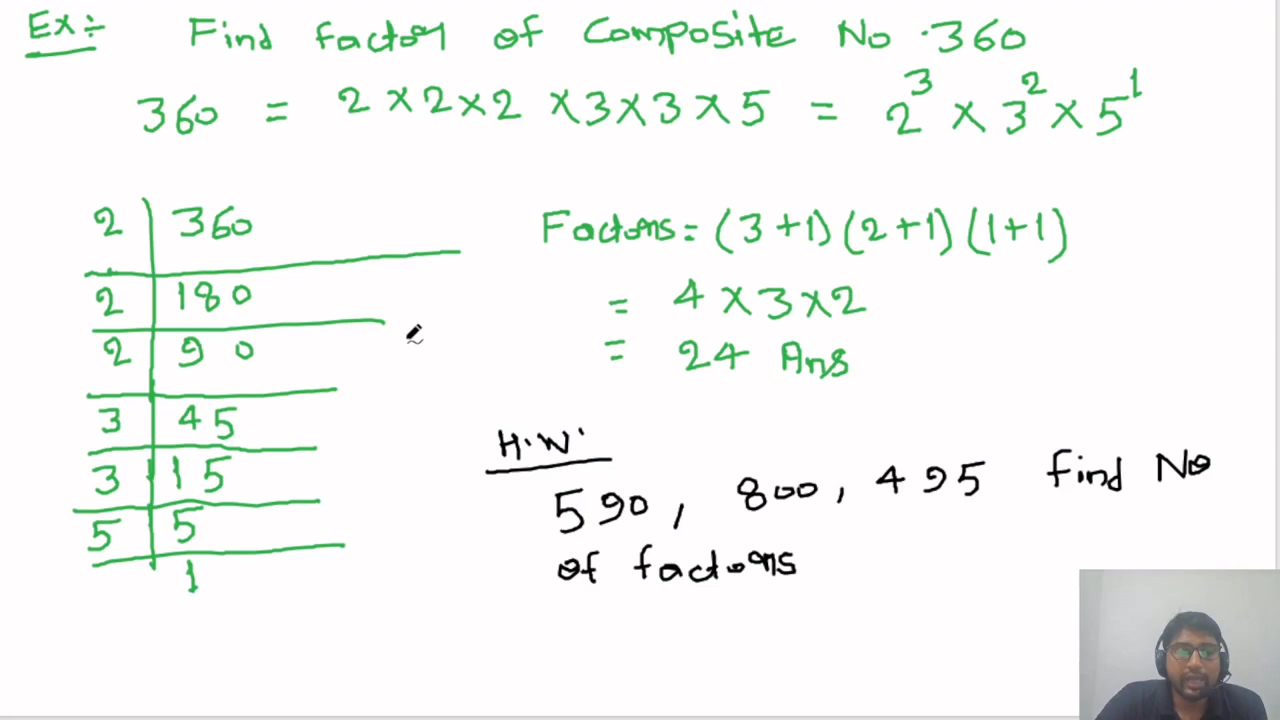 Ex:- Find factor of Composite No. 360
360 = 2 × 2 × 2 × 3 × 3 × 5 = 2³ × 3² × 5¹
2 | 360
2 | 180
2 | 90
3 | 45
3 | 15
5 | 5
1
Factors = (3+1) (2+1) (1+1)
= 4 × 3 × 2
= 24 Ans
H.W.
590, 800, 495 find No
of factors